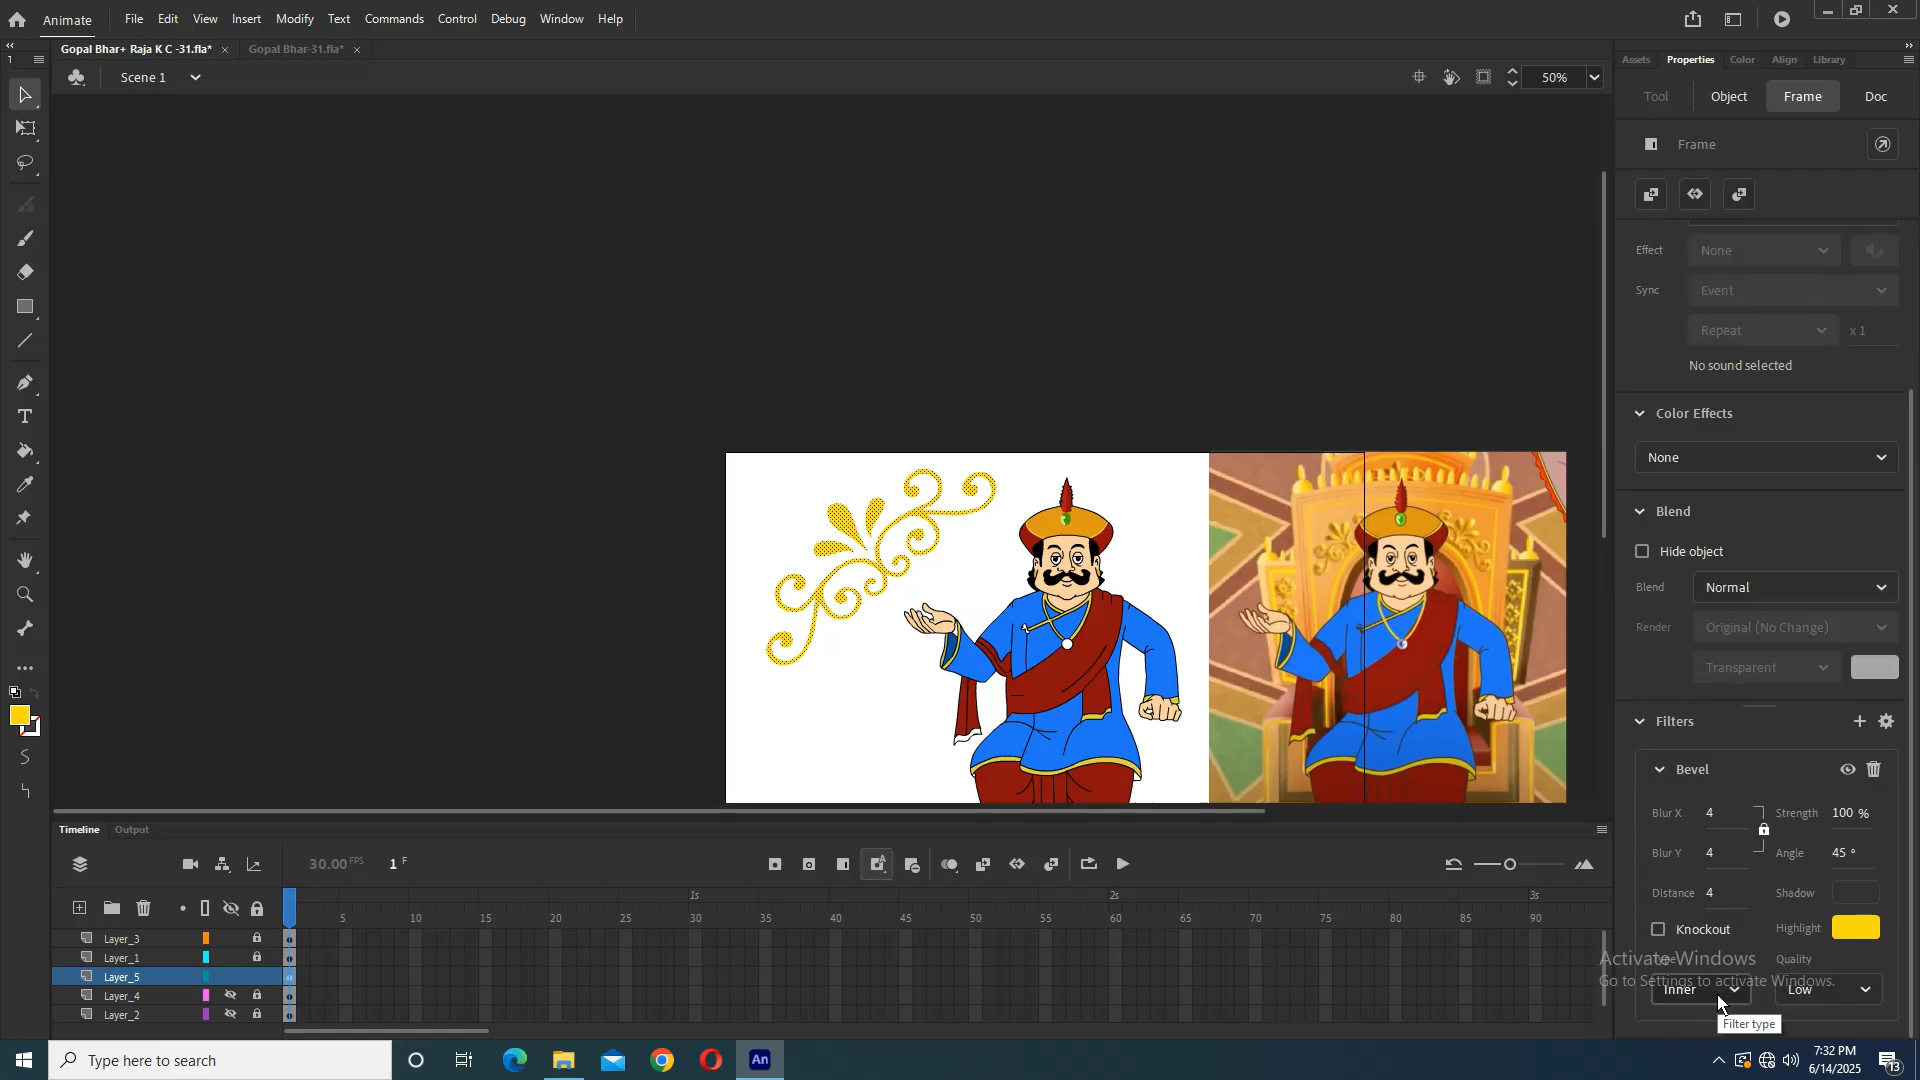 Animate File Edit View Insert Modify Text Commands Control Debug Window Help
Gopal Bhar+ Raja K C -31.fla* × Gopal Bhar-31.fla* ×
Scene 1 50%
Assets Properties Color Align Library
Tool Object Frame Doc
Frame
Effect None
Sync Event
Repeat x 1
No sound selected
Color Effects
None
Blend
Hide object
Blend Normal
Render Original (No Change)
Transparent
Filters
Bevel
Blur X 4 Strength 100 %
Blur Y 4 Angle 45 °
Distance 4 Shadow
Knockout Highlight
Type Quality
Inner Low
Filter type
Activate Windows
Go to Settings to activate Windows.
Timeline Output
30.00 FPS 1 F
1s 2s 3s
5 10 15 20 25 30 35 40 45 50 55 60 65 70 75 80 85 90
Layer_3
Layer_1
Layer_5
Layer_4
Layer_2
Type here to search
An
7:32 PM
6/14/2025
13